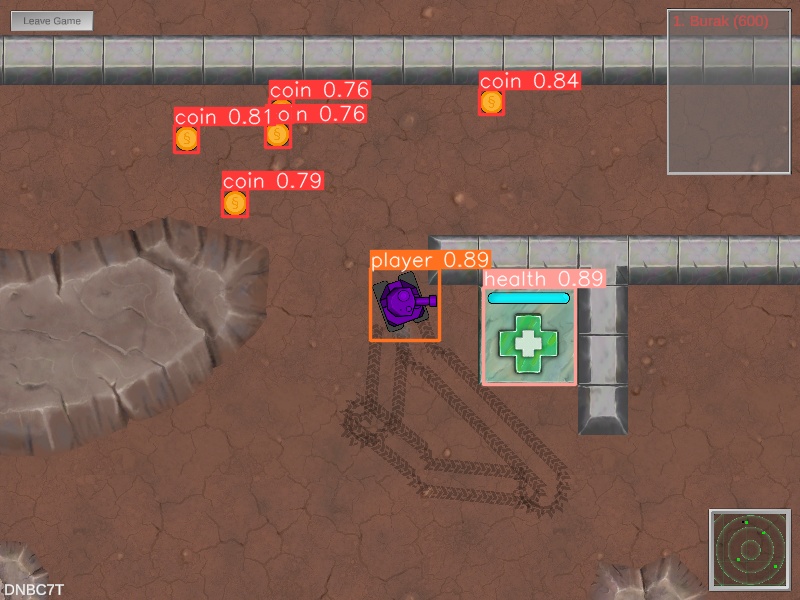 Leave Game
1. Burak (600)
coin 0.76
coin 0.84
coin 0.81
o n 0.76
coin 0.79
player 0.89
health 0.89
DNBC7T